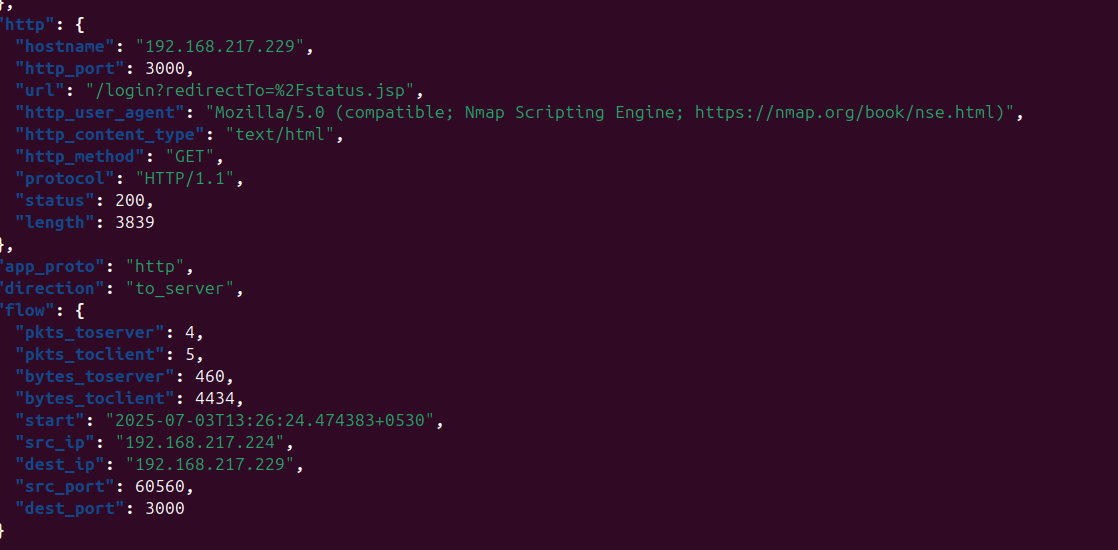 },
"http": {
"hostname": "192.168.217.229",
"http_port": 3000,
"url": "/login?redirectTo=%2Fstatus.jsp",
"http_user_agent": "Mozilla/5.0 (compatible; Nmap Scripting Engine; https://nmap.org/book/nse.html)",
"http_content_type": "text/html",
"http_method": "GET",
"protocol": "HTTP/1.1",
"status": 200,
"length": 3839
},
"app_proto": "http",
"direction": "to_server",
"flow": {
"pkts_toserver": 4,
"pkts_toclient": 5,
"bytes_toserver": 460,
"bytes_toclient": 4434,
"start": "2025-07-03T13:26:24.474383+0530",
"src_ip": "192.168.217.224",
"dest_ip": "192.168.217.229",
"src_port": 60560,
"dest_port": 3000
}